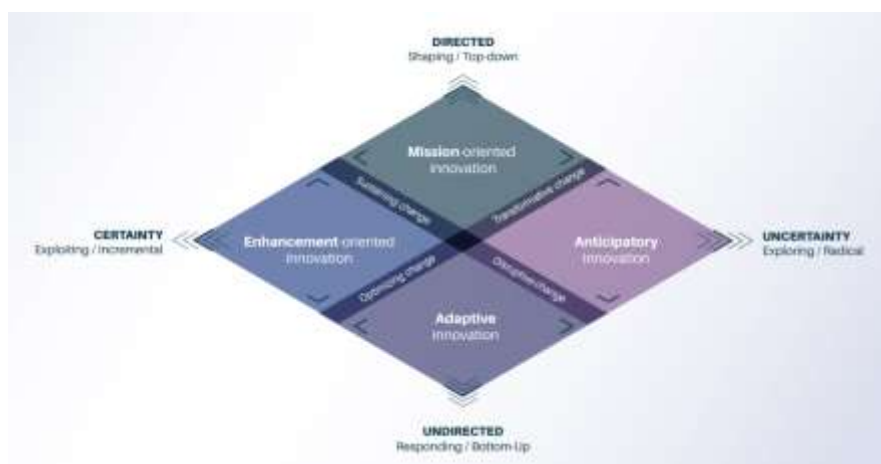 DIRECTED
Shaping / Top-down
Mission-oriented
innovation
Sustaining change
Transformative change
CERTAINTY
Exploiting / Incremental
Enhancement-oriented
innovation
Anticipatory
innovation
UNCERTAINTY
Exploring / Radical
Optimizing change
Disruptive change
Adaptive
innovation
UNDIRECTED
Responding / Bottom-Up